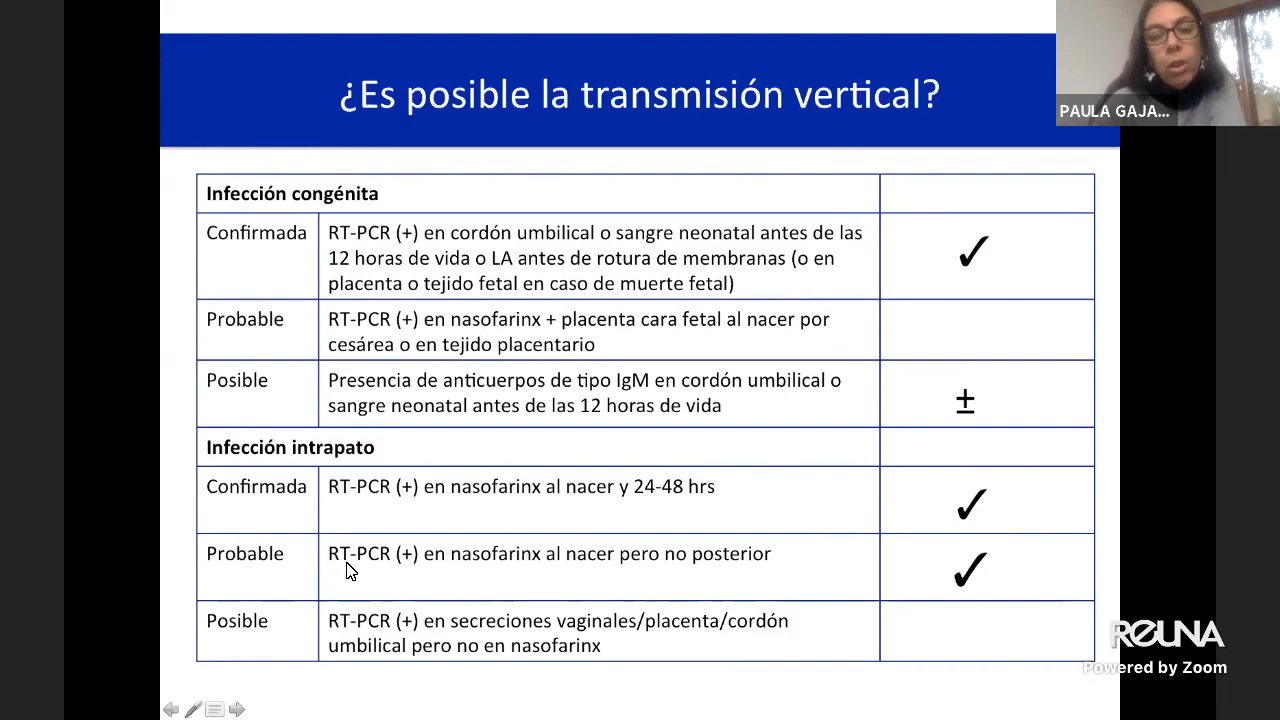 ¿Es posible la transmisión vertical?
PAULA GAJA...
Infección congénita
Confirmada
RT-PCR (+) en cordón umbilical o sangre neonatal antes de las
12 horas de vida o LA antes de rotura de membranas (o en
placenta o tejido fetal en caso de muerte fetal)
✓
Probable
RT-PCR (+) en nasofarinx + placenta cara fetal al nacer por
cesárea o en tejido placentario
Posible
Presencia de anticuerpos de tipo IgM en cordón umbilical o
sangre neonatal antes de las 12 horas de vida
±
Infección intrapato
Confirmada
RT-PCR (+) en nasofarinx al nacer y 24-48 hrs
✓
Probable
RT-PCR (+) en nasofarinx al nacer pero no posterior
✓
Posible
RT-PCR (+) en secreciones vaginales/placenta/cordón
umbilical pero no en nasofarinx
REUNA
Powered by Zoom